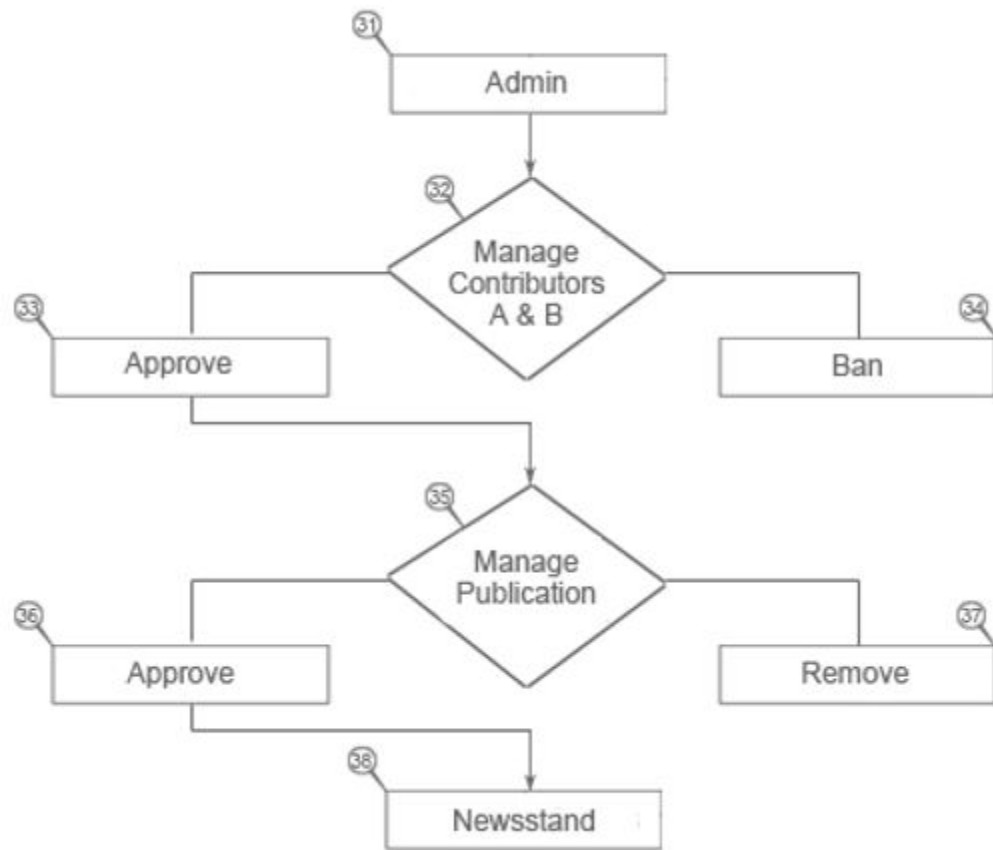 31
Admin
32
Manage
Contributors
A & B
33
Approve
34
Ban
35
Manage
Publication
36
Approve
37
Remove
38
Newsstand